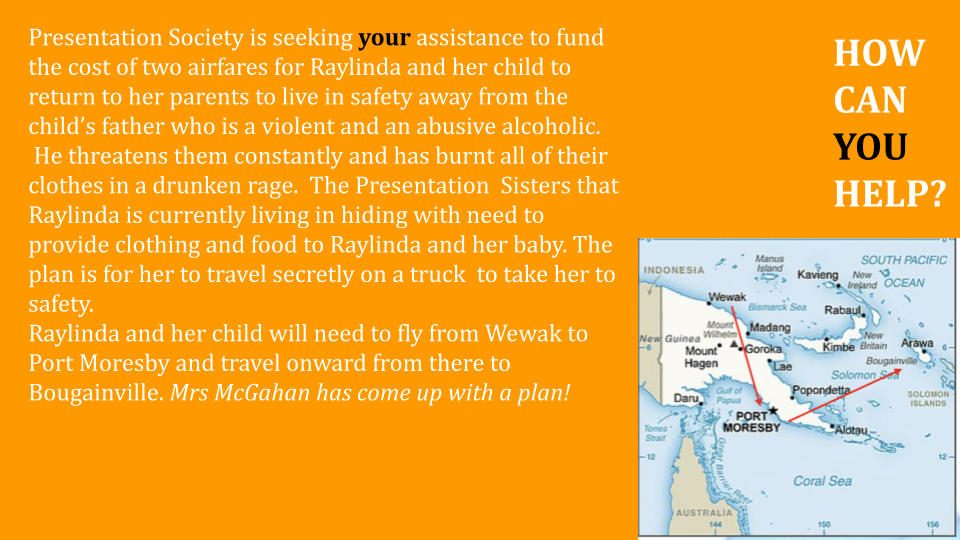 Presentation Society is seeking your assistance to fund
the cost of two airfares for Raylinda and her child to
return to her parents to live in safety away from the
child’s father who is a violent and an abusive alcoholic.
He threatens them constantly and has burnt all of their
clothes in a drunken rage.  The Presentation  Sisters that
Raylinda is currently living in hiding with need to
provide clothing and food to Raylinda and her baby. The
plan is for her to travel secretly on a truck  to take her to
safety.
Raylinda and her child will need to fly from Wewak to
Port Moresby and travel onward from there to
Bougainville. Mrs McGahan has come up with a plan!
HOW
CAN
YOU
HELP?
0
0
INDONESIA
Manus
Island
SOUTH PACIFIC
OCEAN
Kavieng
New
Ireland
Wewak
Bismarck Sea
Rabaul
Madang
Mount
Wilhelm
New Guinea
6
Goroka
Mount
Hagen
Kimbe
New
Britain
Arawa
6
Bougainville
Lae
Solomon Sea
Popondetta
SOLOMON
ISLANDS
Daru
Gulf of
Papua
PORT
MORESBY
Alotau
Torres
Strait
12
12
Great Barrier Reef
Coral Sea
AUSTRALIA
144
150
156